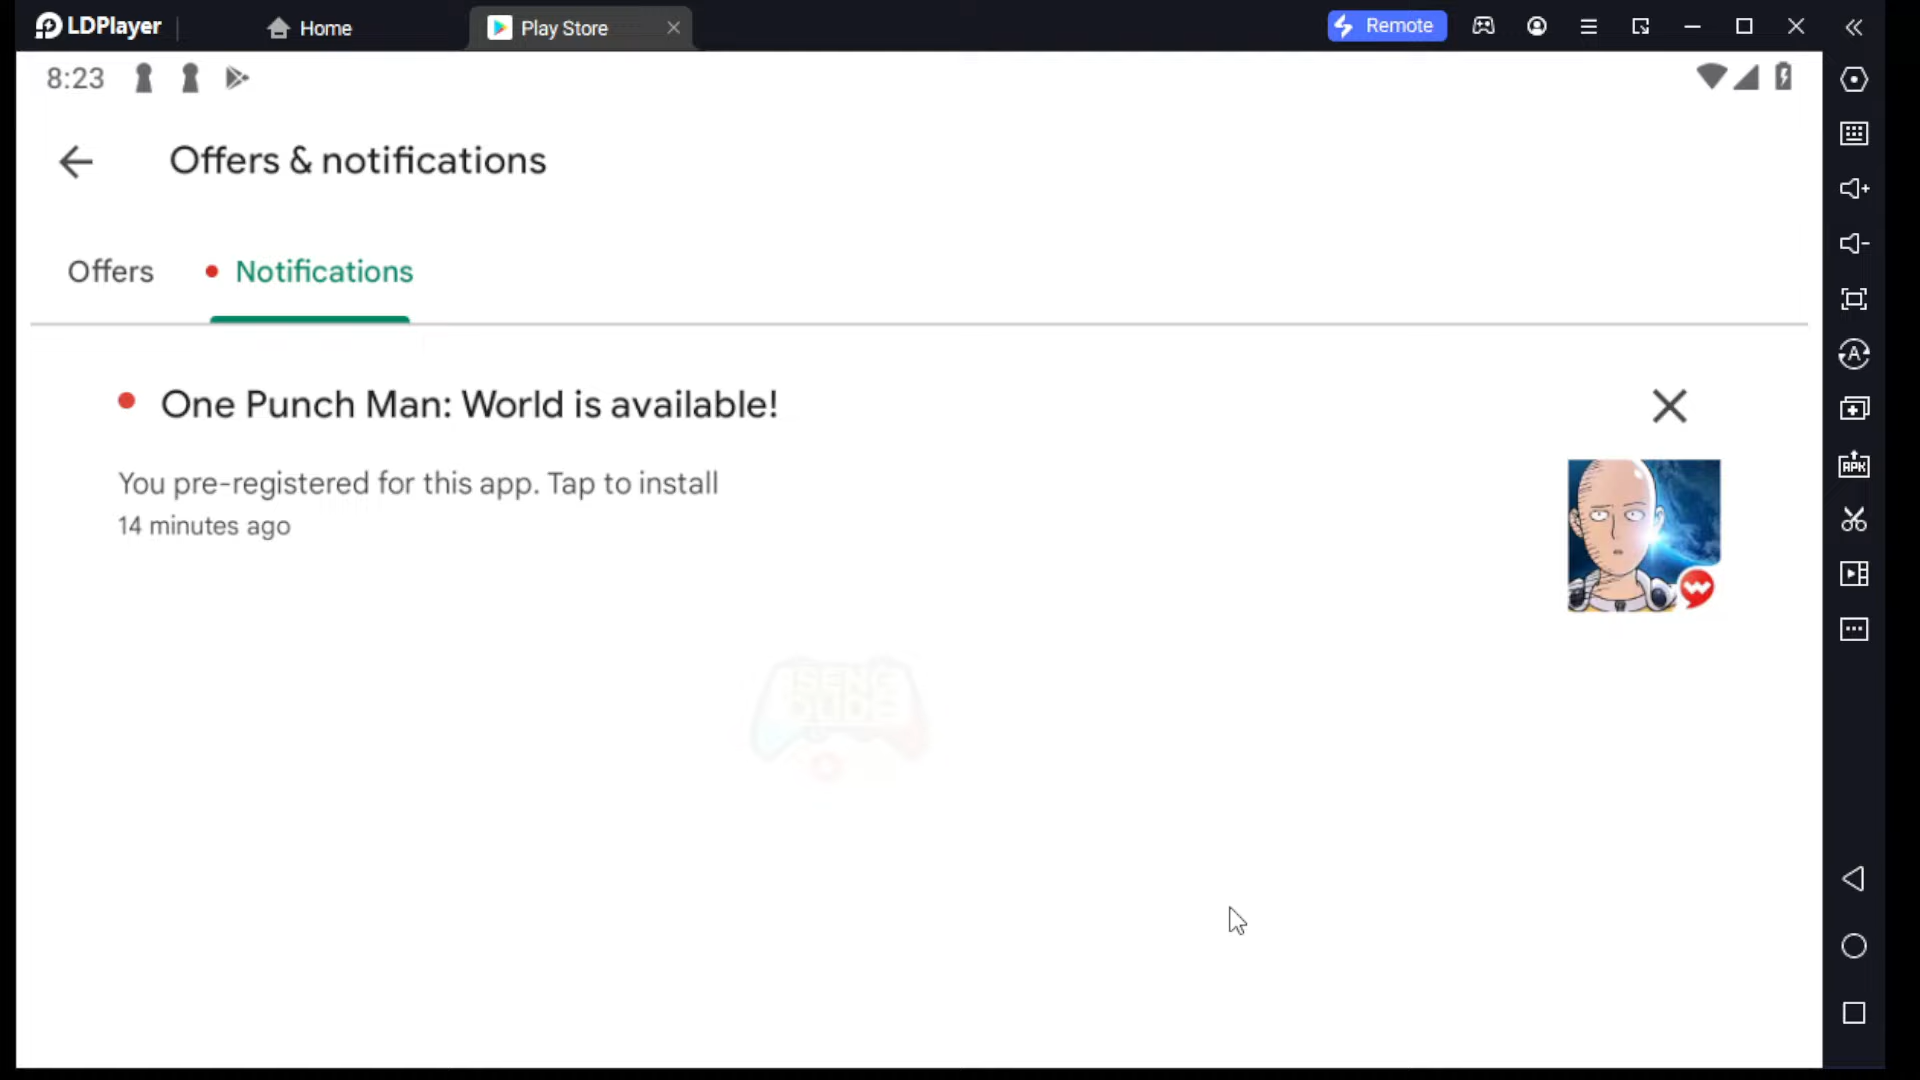 LDPlayer
Home
Play Store
Remote
8:23
Offers & notifications
Offers
Notifications
One Punch Man: World is available!
You pre-registered for this app. Tap to install
14 minutes ago
APK